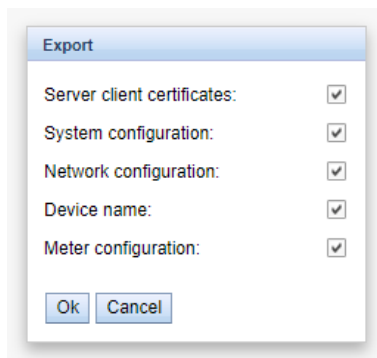 Export
Server client certificates:
System configuration:
Network configuration:
Device name:
Meter configuration:
Ok Cancel